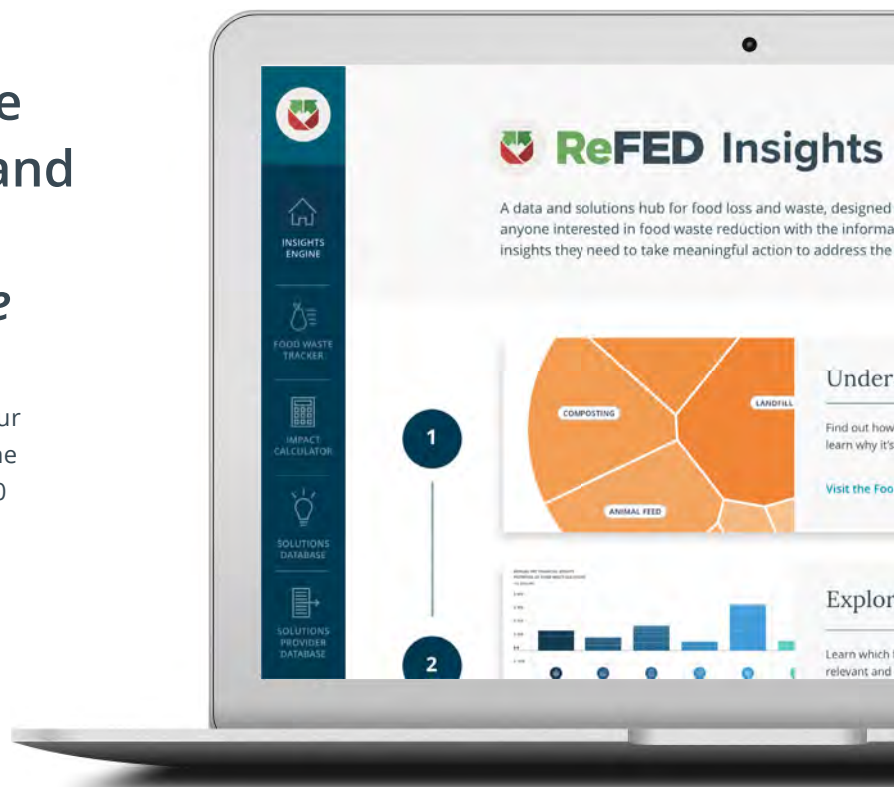 e
and
e
ur
ne
0
INSIGHTS
ENGINE
FOOD WASTE
TRACKER
IMPACT
CALCULATOR
SOLUTIONS
DATABASE
SOLUTIONS
PROVIDER
DATABASE
ReFED Insights
A data and solutions hub for food loss and waste, designed
anyone interested in food waste reduction with the informa
insights they need to take meaningful action to address the
1
COMPOSTING
LANDFILL
ANIMAL FEED
Under
Find out how
learn why it's
Visit the Foo
2
Explor
Learn which
relevant and